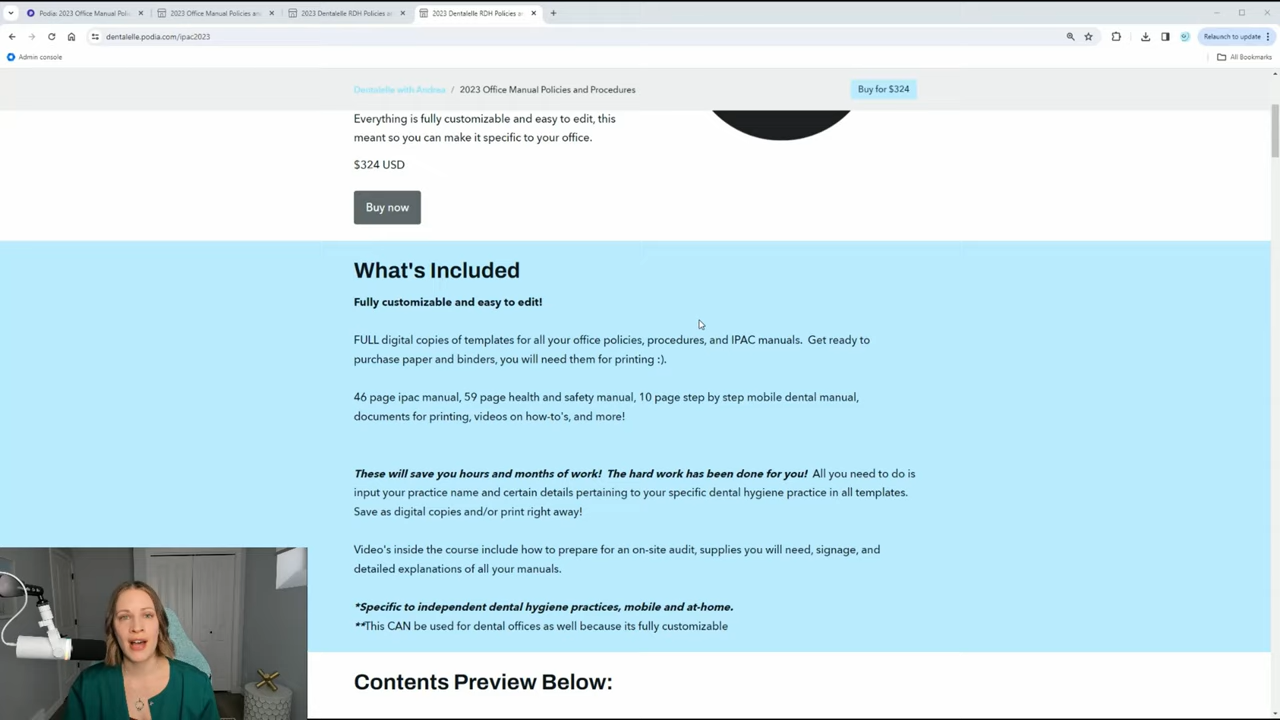 Podia: 2023 Office Manual Poli
2023 Office Manual Policies an
2023 Dentalelle RDH Policies a
2023 Dentalelle RDH Policies a
dentalelle.podia.com/ipac2023
Relaunch to update
Admin console
All Bookmarks
Dentalelle with Andrea / 2023 Office Manual Policies and Procedures
Buy for $324
Everything is fully customizable and easy to edit, this
meant so you can make it specific to your office.
$324 USD
Buy now
What's Included
Fully customizable and easy to edit!
FULL digital copies of templates for all your office policies, procedures, and IPAC manuals. Get ready to
purchase paper and binders, you will need them for printing :).
46 page ipac manual, 59 page health and safety manual, 10 page step by step mobile dental manual,
documents for printing, videos on how-to's, and more!
These will save you hours and months of work! The hard work has been done for you! All you need to do is
input your practice name and certain details pertaining to your specific dental hygiene practice in all templates.
Save as digital copies and/or print right away!
Video's inside the course include how to prepare for an on-site audit, supplies you will need, signage, and
detailed explanations of all your manuals.
*Specific to independent dental hygiene practices, mobile and at-home.
**This CAN be used for dental offices as well because its fully customizable
Contents Preview Below: